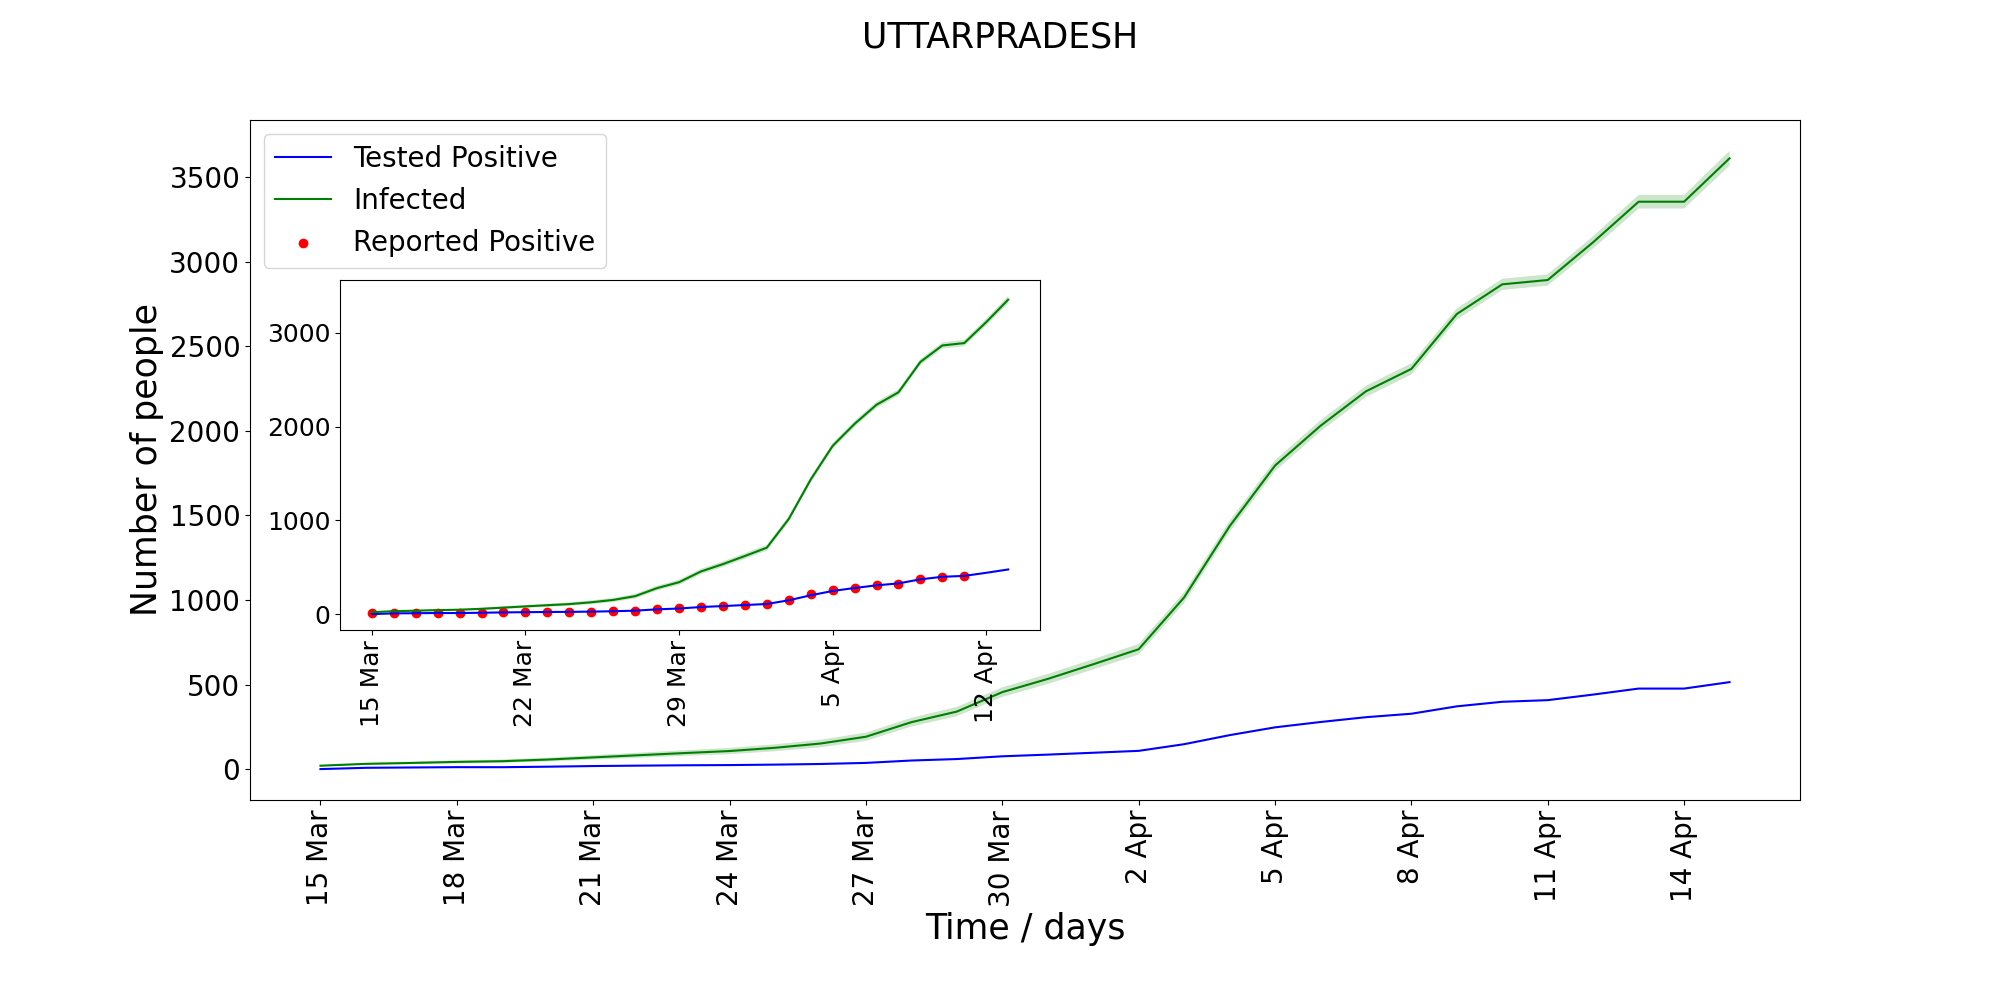 UTTARPRADESH
Tested Positive
Infected
Reported Positive
Number of people
3500
3000
2500
2000
1500
1000
500
0
3000
2000
1000
0
15 Mar
22 Mar
29 Mar
5 Apr
12 Apr
15 Mar
18 Mar
21 Mar
24 Mar
27 Mar
30 Mar
2 Apr
5 Apr
8 Apr
11 Apr
14 Apr
Time / days